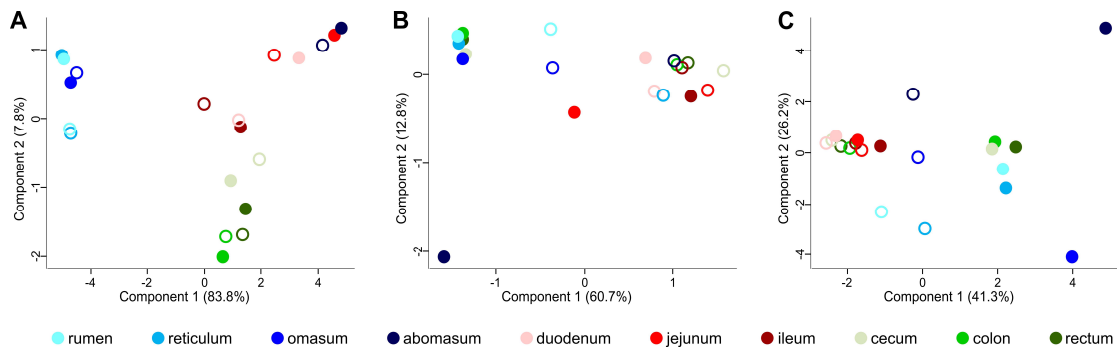 A
B
C
1
0
-1
-2
Component 2 (7.8%)
-4
-2
0
2
4
Component 1 (83.8%)
0
-1
-2
Component 2 (12.8%)
-1
0
1
Component 1 (60.7%)
4
2
0
-2
-4
Component 2 (26.2%)
-2
0
2
4
Component 1 (41.3%)
rumen reticulum omasum abomasum duodenum jejunum ileum cecum colon rectum